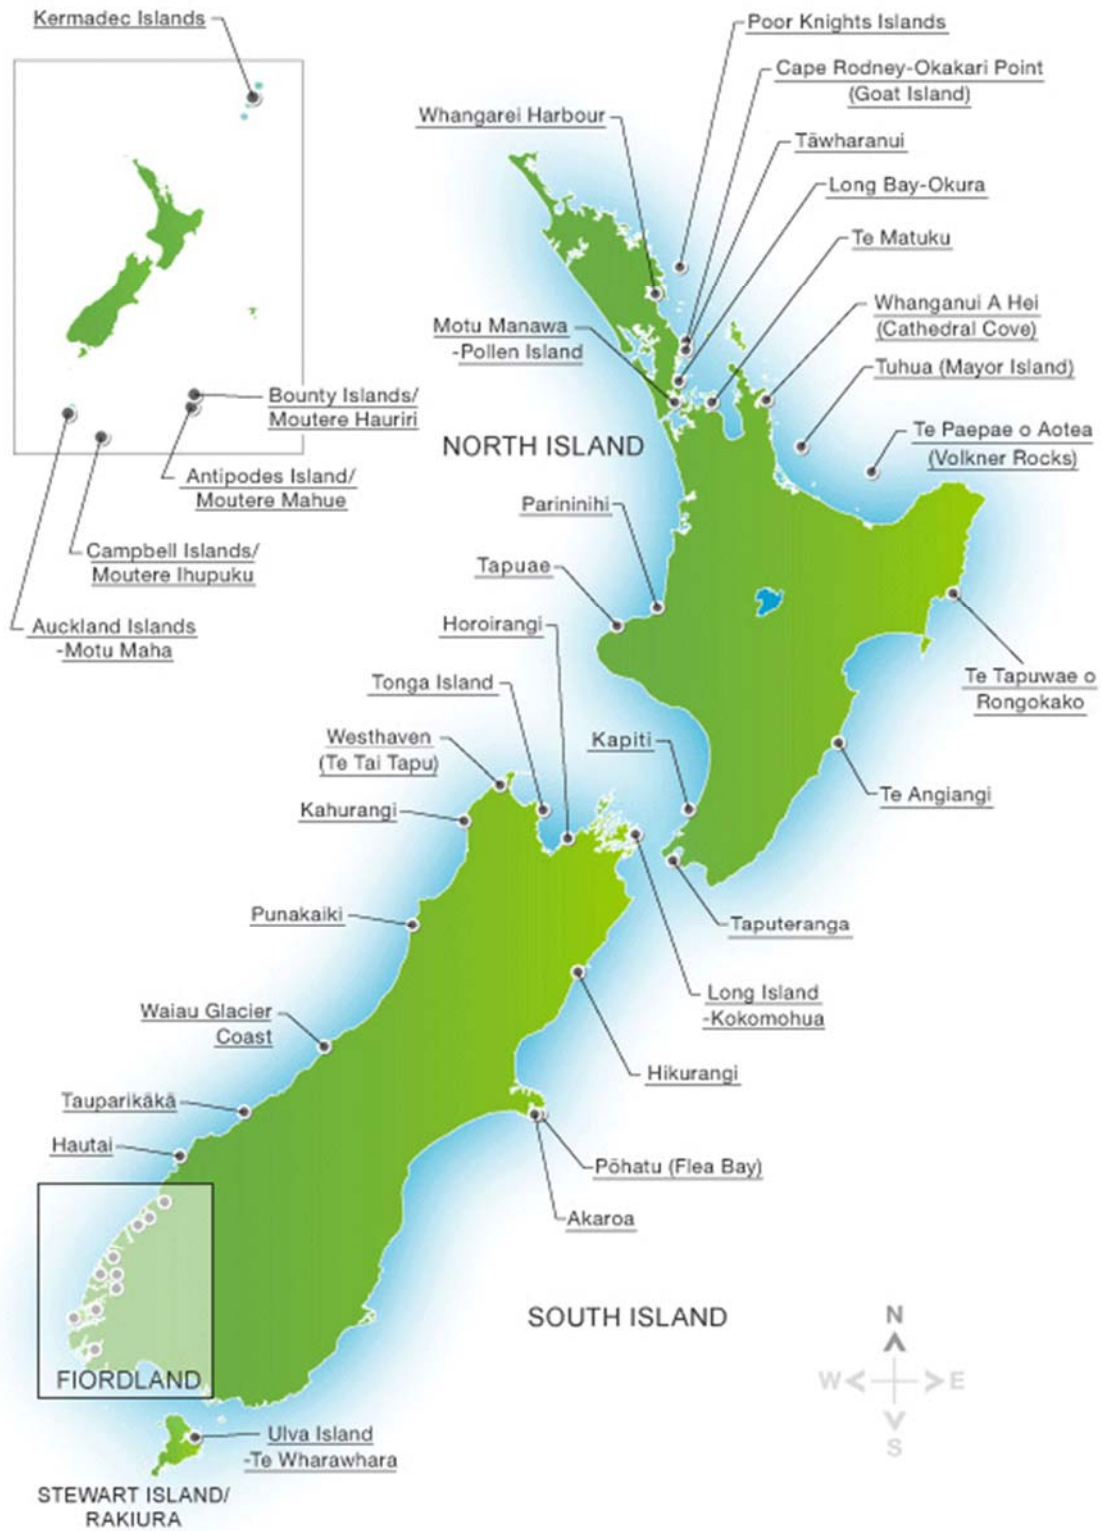 Kermadec Islands
Poor Knights Islands
Cape Rodney-Okakari Point
(Goat Island)
Whangarei Harbour
Tāwharanui
Long Bay-Okura
Te Matuku
Whanganui A Hei
(Cathedral Cove)
Motu Manawa
-Pollen Island
Tuhua (Mayor Island)
Bounty Islands/
Moutere Hauriri
NORTH ISLAND
Te Paepae o Aotea
(Volkner Rocks)
Antipodes Island/
Moutere Mahue
Parininihi
Campbell Islands/
Moutere Ihupuku
Tapuae
Auckland Islands
-Motu Maha
Horoirangi
Te Tapuwae o
Rongokako
Tonga Island
Westhaven
(Te Tai Tapu)
Kapiti
Te Angiangi
Kahurangi
Punakaiki
Taputeranga
Long Island
-Kokomohua
Waiau Glacier
Coast
Hikurangi
Tauparikākā
Hautai
Pōhatu (Flea Bay)
Akaroa
SOUTH ISLAND
N
W
E
S
FIORDLAND
Ulva Island
-Te Wharawhara
STEWART ISLAND/
RAKIURA